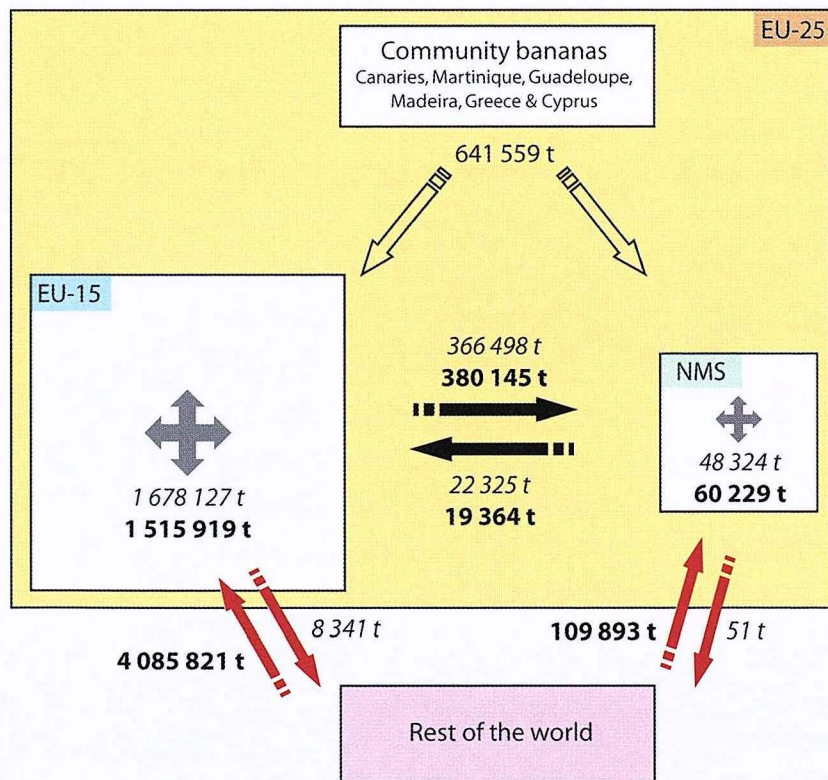 EU-25
Community bananas
Canaries, Martinique, Guadeloupe,
Madeira, Greece & Cyprus
641 559 t
EU-15
366 498 t
380 145 t
22 325 t
19 364 t
NMS
48 324 t
60 229 t
1 678 127 t
1 515 919 t
8 341 t
4 085 821 t
109 893 t
51 t
Rest of the world